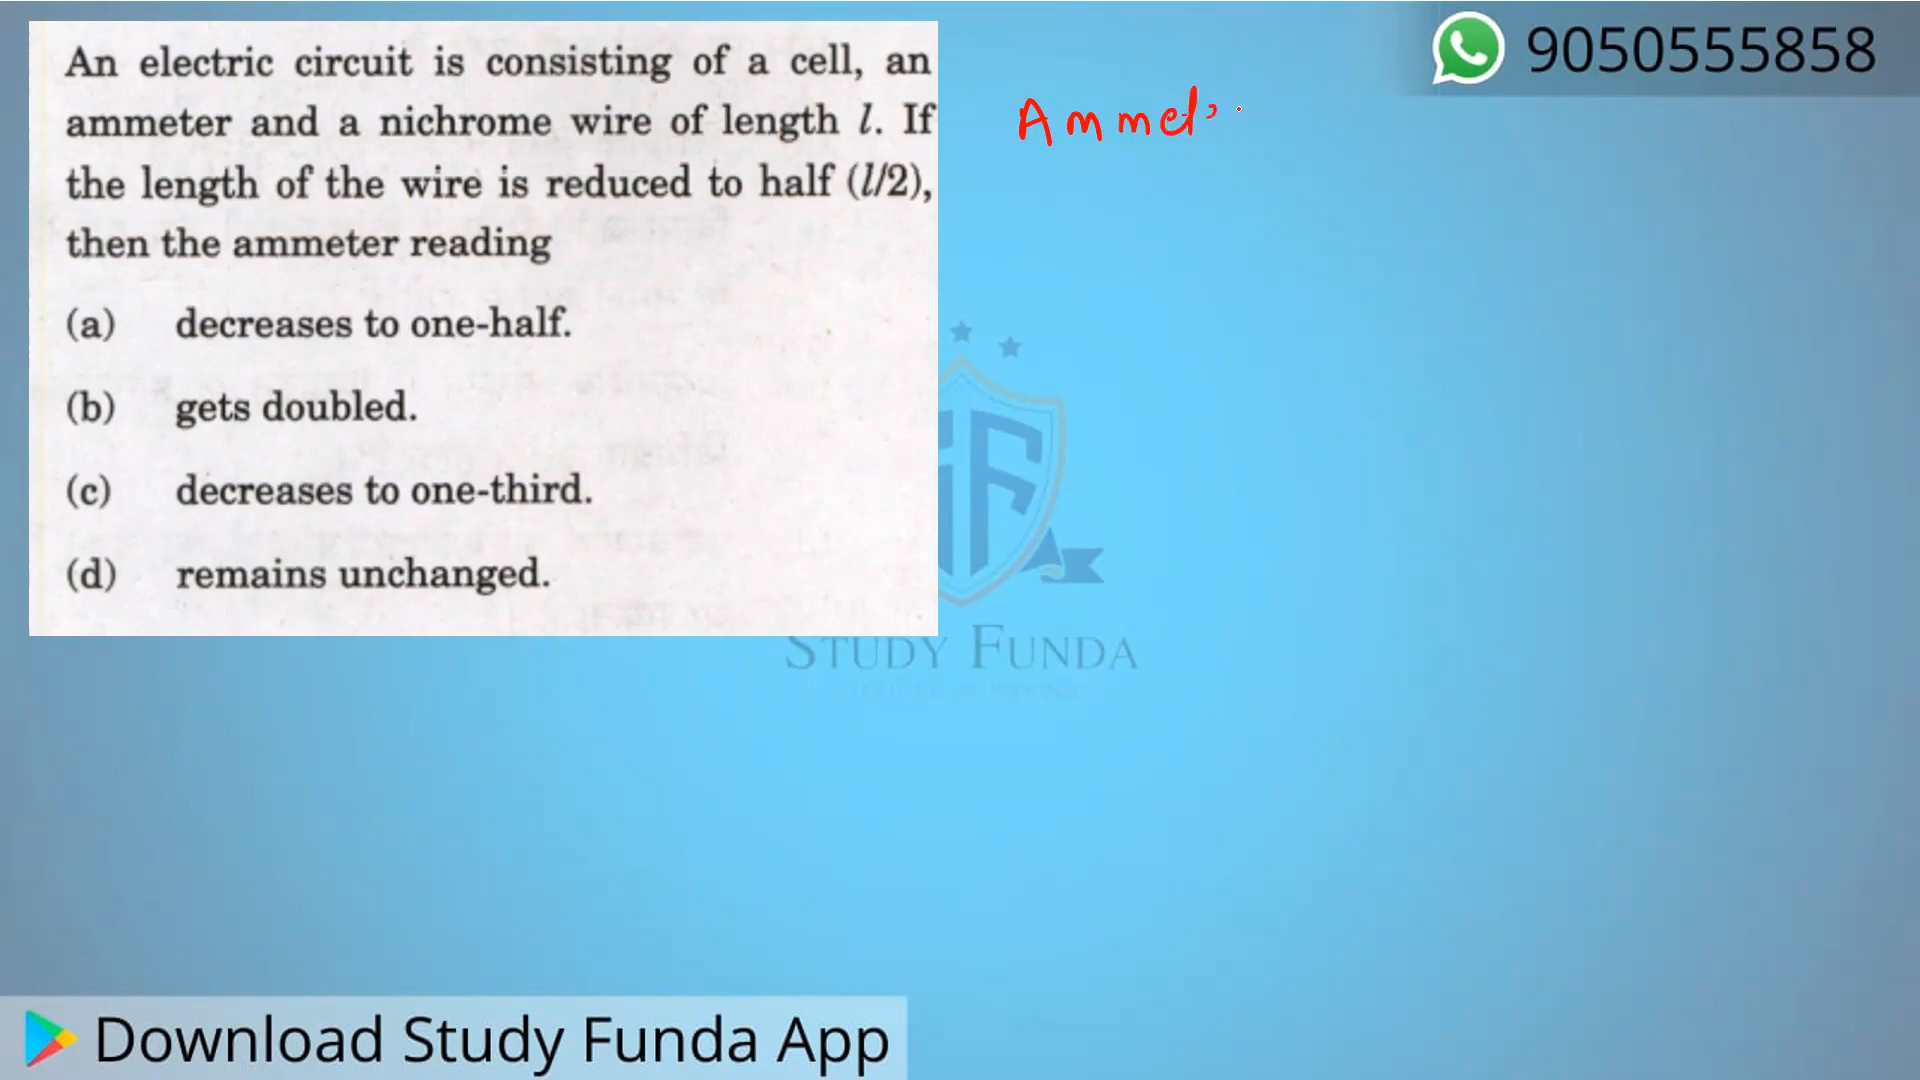 An electric circuit is consisting of a cell, an
ammeter and a nichrome wire of length l. If
the length of the wire is reduced to half (l/2),
then the ammeter reading
(a) decreases to one-half.
(b) gets doubled.
(c) decreases to one-third.
(d) remains unchanged.
9050555858
STUDY FUNDA
Download Study Funda App